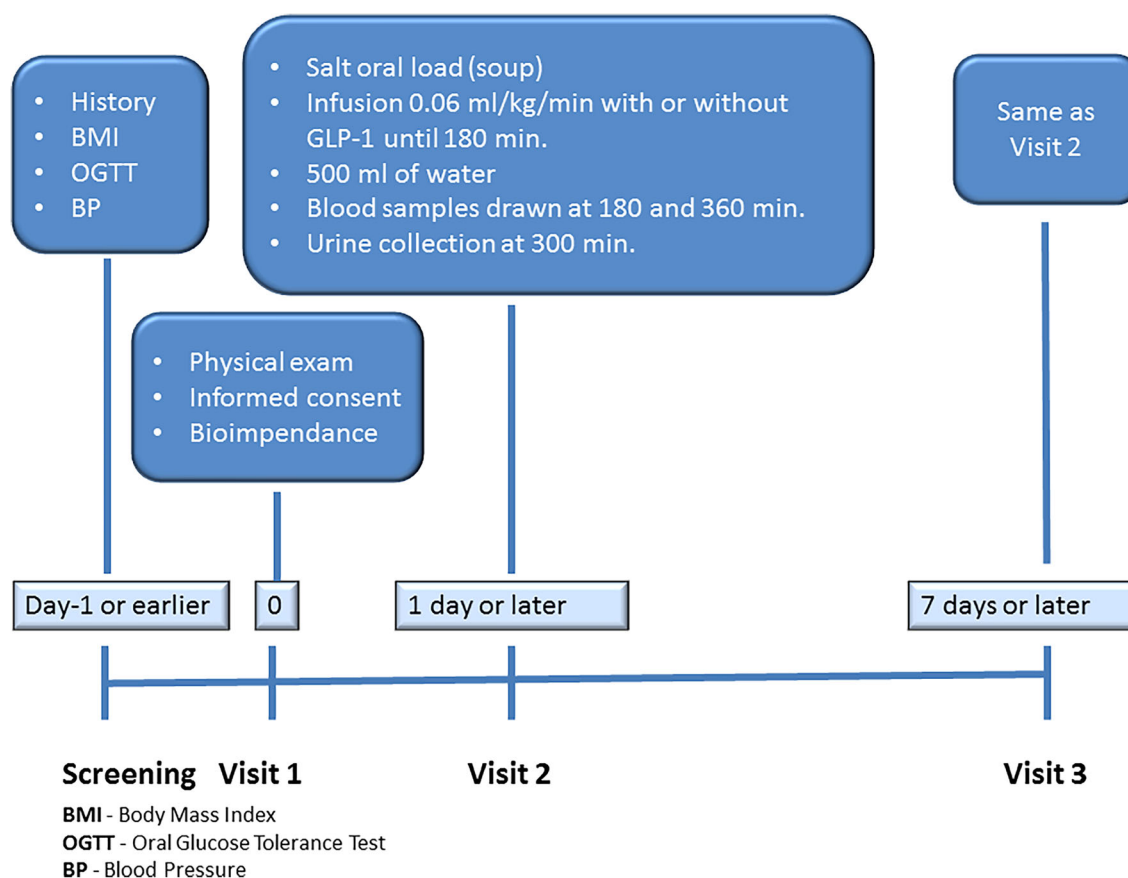 • History
• BMI
• OGTT
• BP
• Salt oral load (soup)
• Infusion 0.06 ml/kg/min with or without
GLP-1 until 180 min.
• 500 ml of water
• Blood samples drawn at 180 and 360 min.
• Urine collection at 300 min.
Same as
Visit 2
• Physical exam
• Informed consent
• Bioimpendance
Day-1 or earlier
0
1 day or later
7 days or later
Screening
Visit 1
Visit 2
Visit 3
BMI - Body Mass Index
OGTT - Oral Glucose Tolerance Test
BP - Blood Pressure